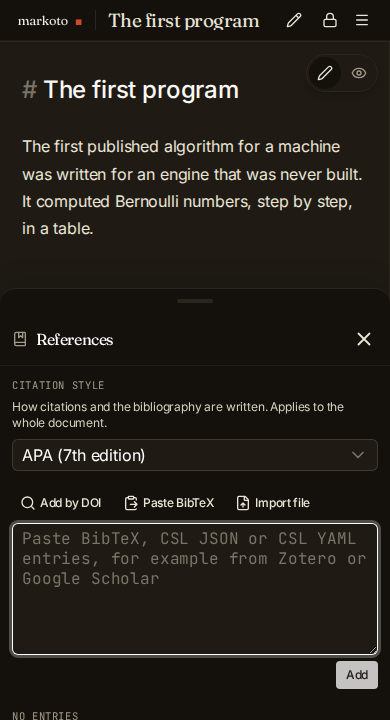 markoto
The first program
# The first program
The first published algorithm for a machine
was written for an engine that was never built.
It computed Bernoulli numbers, step by step,
in a table.
References
CITATION STYLE
How citations and the bibliography are written. Applies to the
whole document.
APA (7th edition)
Add by DOI
Paste BibTeX
Import file
Paste BibTeX, CSL JSON or CSL YAML
entries, for example from Zotero or
Google Scholar
Add
NO ENTRIES